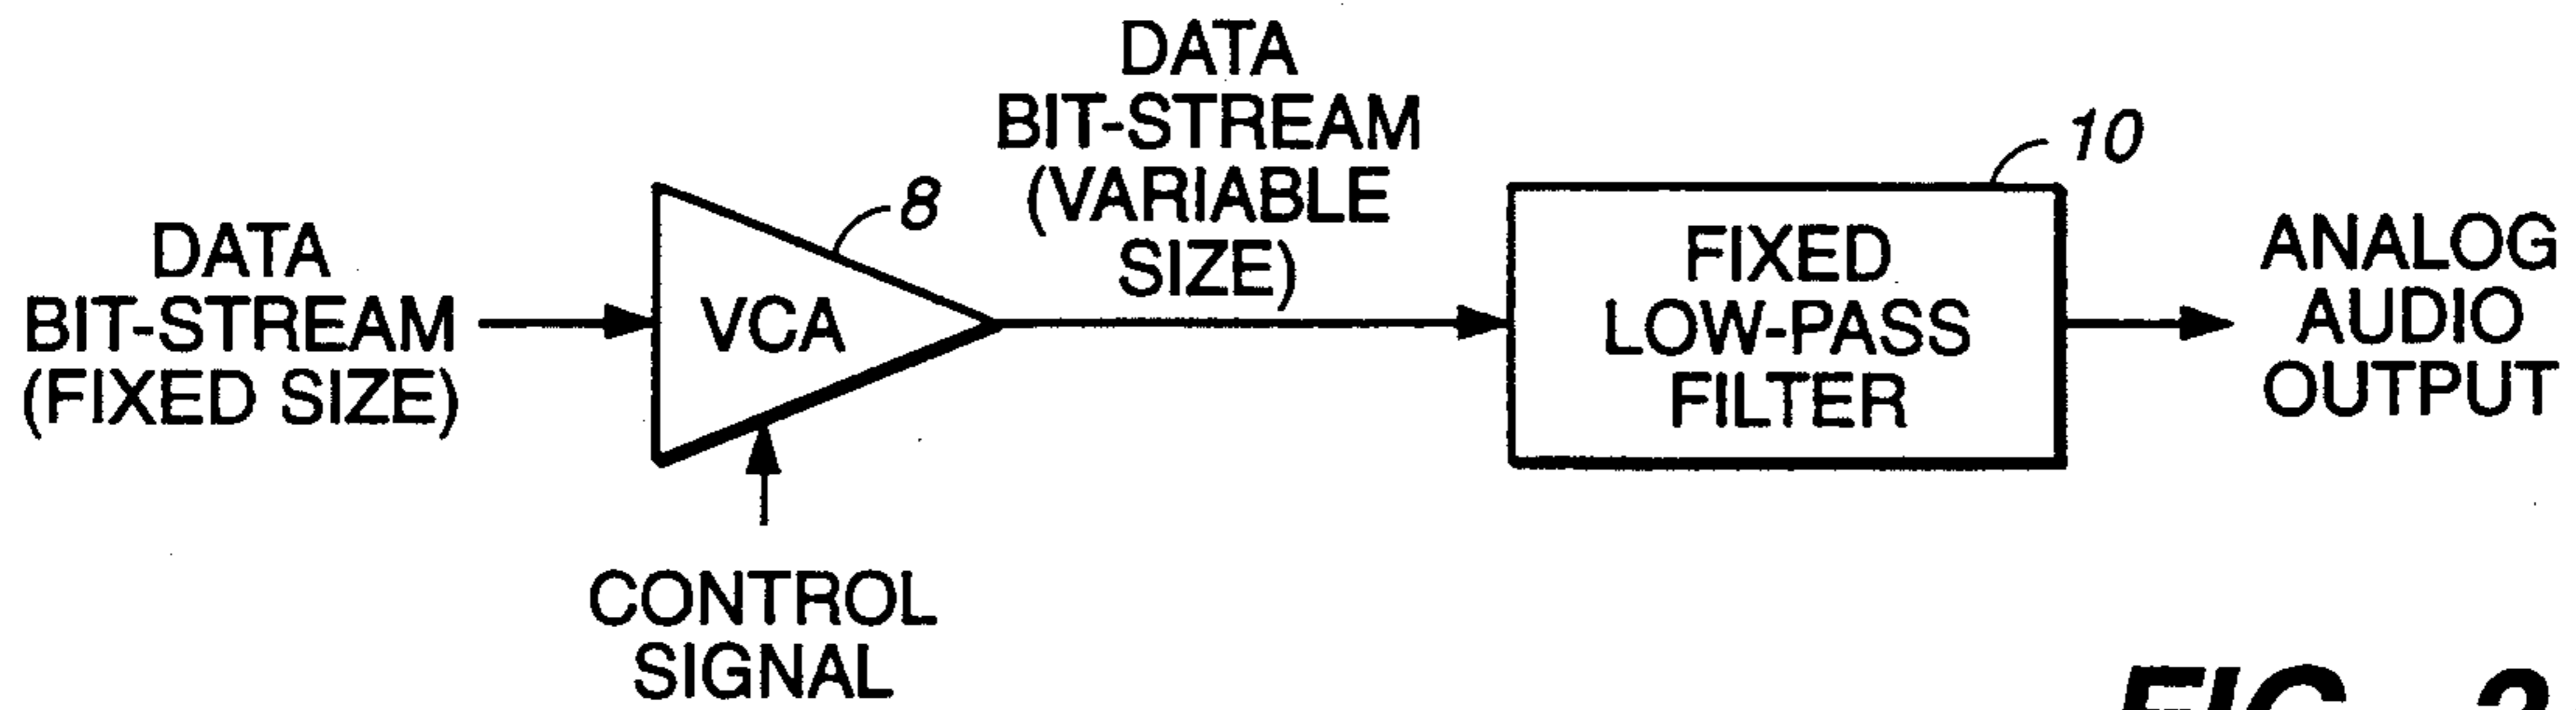 DATA
BIT-STREAM
(FIXED SIZE)
VCA
8
CONTROL
SIGNAL
DATA
BIT-STREAM
(VARIABLE
SIZE)
10
FIXED
LOW-PASS
FILTER
ANALOG
AUDIO
OUTPUT